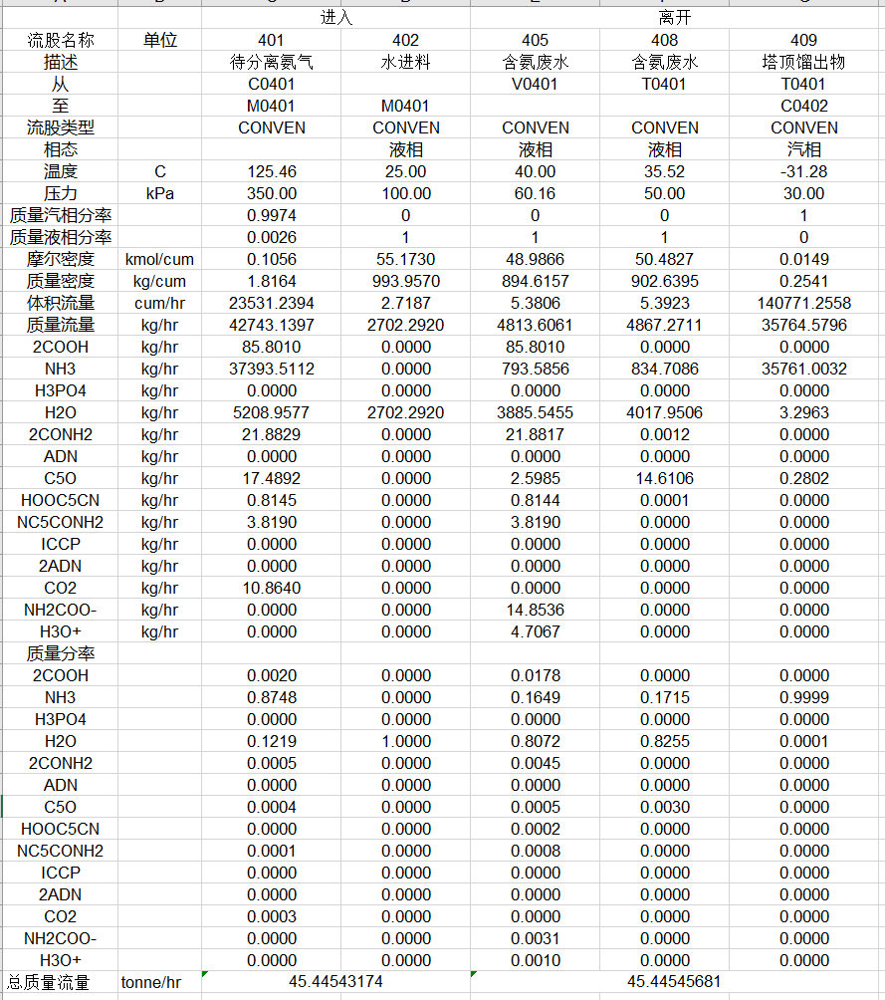 进入 离开
流股名称 单位 401 402 405 408 409
描述 待分离氨气 水进料 含氨废水 含氨废水 塔顶馏出物
从 C0401 V0401 T0401 T0401
至 M0401 M0401 C0402
流股类型 CONVEN CONVEN CONVEN CONVEN CONVEN
相态 液相 液相 液相 汽相
温度 C 125.46 25.00 40.00 35.52 -31.28
压力 kPa 350.00 100.00 60.16 50.00 30.00
质量汽相分率 0.9974 0 0 0 1
质量液相分率 0.0026 1 1 1 0
摩尔密度 kmol/cum 0.1056 55.1730 48.9866 50.4827 0.0149
质量密度 kg/cum 1.8164 993.9570 894.6157 902.6395 0.2541
体积流量 cum/hr 23531.2394 2.7187 5.3806 5.3923 140771.2558
质量流量 kg/hr 42743.1397 2702.2920 4813.6061 4867.2711 35764.5796
2COOH kg/hr 85.8010 0.0000 85.8010 0.0000 0.0000
NH3 kg/hr 37393.5112 0.0000 793.5856 834.7086 35761.0032
H3PO4 kg/hr 0.0000 0.0000 0.0000 0.0000 0.0000
H2O kg/hr 5208.9577 2702.2920 3885.5455 4017.9506 3.2963
2CONH2 kg/hr 21.8829 0.0000 21.8817 0.0012 0.0000
ADN kg/hr 0.0000 0.0000 0.0000 0.0000 0.0000
C5O kg/hr 17.4892 0.0000 2.5985 14.6106 0.2802
HOOC5CN kg/hr 0.8145 0.0000 0.8144 0.0001 0.0000
NC5CONH2 kg/hr 3.8190 0.0000 3.8190 0.0000 0.0000
ICCP kg/hr 0.0000 0.0000 0.0000 0.0000 0.0000
2ADN kg/hr 0.0000 0.0000 0.0000 0.0000 0.0000
CO2 kg/hr 10.8640 0.0000 0.0000 0.0000 0.0000
NH2COO- kg/hr 0.0000 0.0000 14.8536 0.0000 0.0000
H3O+ kg/hr 0.0000 0.0000 4.7067 0.0000 0.0000
质量分率
2COOH 0.0020 0.0000 0.0178 0.0000 0.0000
NH3 0.8748 0.0000 0.1649 0.1715 0.9999
H3PO4 0.0000 0.0000 0.0000 0.0000 0.0000
H2O 0.1219 1.0000 0.8072 0.8255 0.0001
2CONH2 0.0005 0.0000 0.0045 0.0000 0.0000
ADN 0.0000 0.0000 0.0000 0.0000 0.0000
C5O 0.0004 0.0000 0.0005 0.0030 0.0000
HOOC5CN 0.0000 0.0000 0.0002 0.0000 0.0000
NC5CONH2 0.0001 0.0000 0.0008 0.0000 0.0000
ICCP 0.0000 0.0000 0.0000 0.0000 0.0000
2ADN 0.0000 0.0000 0.0000 0.0000 0.0000
CO2 0.0003 0.0000 0.0000 0.0000 0.0000
NH2COO- 0.0000 0.0000 0.0031 0.0000 0.0000
H3O+ 0.0000 0.0000 0.0010 0.0000 0.0000
总质量流量 tonne/hr 45.44543174 45.44545681